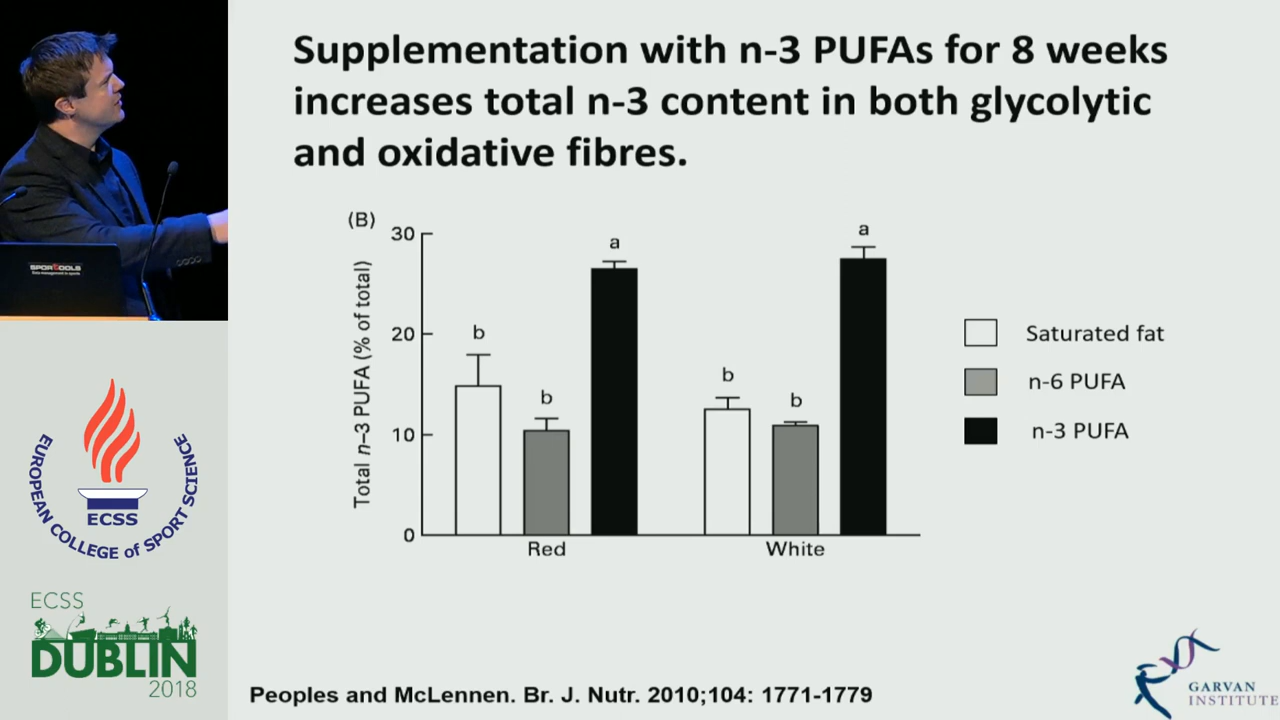 Supplementation with n-3 PUFAs for 8 weeks
increases total n-3 content in both glycolytic
and oxidative fibres.
(B)
30
20
10
0
Total n–3 PUFA (% of total)
b
b
a
b
b
a
Red
White
Saturated fat
n-6 PUFA
n-3 PUFA
Peoples and McLennen. Br. J. Nutr. 2010;104: 1771-1779
GARVAN
INSTITUTE
SPORTOOLS
EUROPEAN COLLEGE of SPORT SCIENCE
ECSS
ECSS
DUBLIN
2018